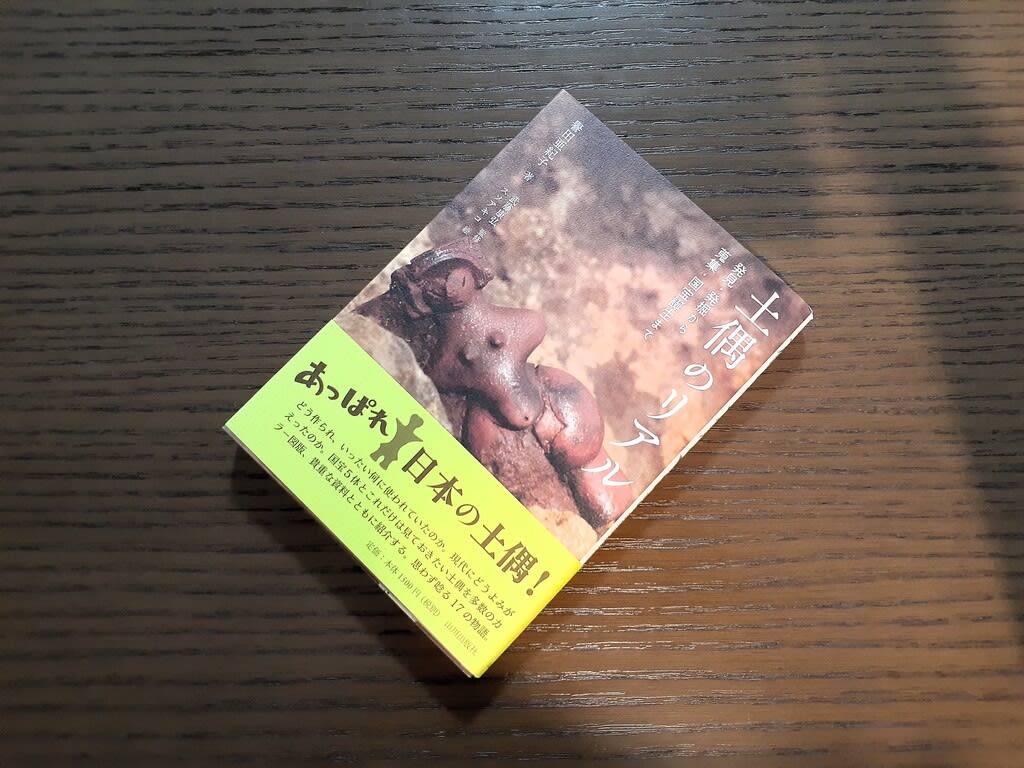 土偶のリアル
発見・発掘から
蒐集・国宝誕生まで
譽田亜紀子 著
武藤康弘 監修
スソアキコ 絵
あっぱれ日本の土偶!
どう作られ、いったい何に使われていたのか。現代にどうよみが
えったのか。国宝5体とこれだけは見ておきたい土偶を多数のカ
ラー図版、貴重な資料とともに紹介する。思わず唸る17の物語。
定価:本体1500円(税別) 山川出版社